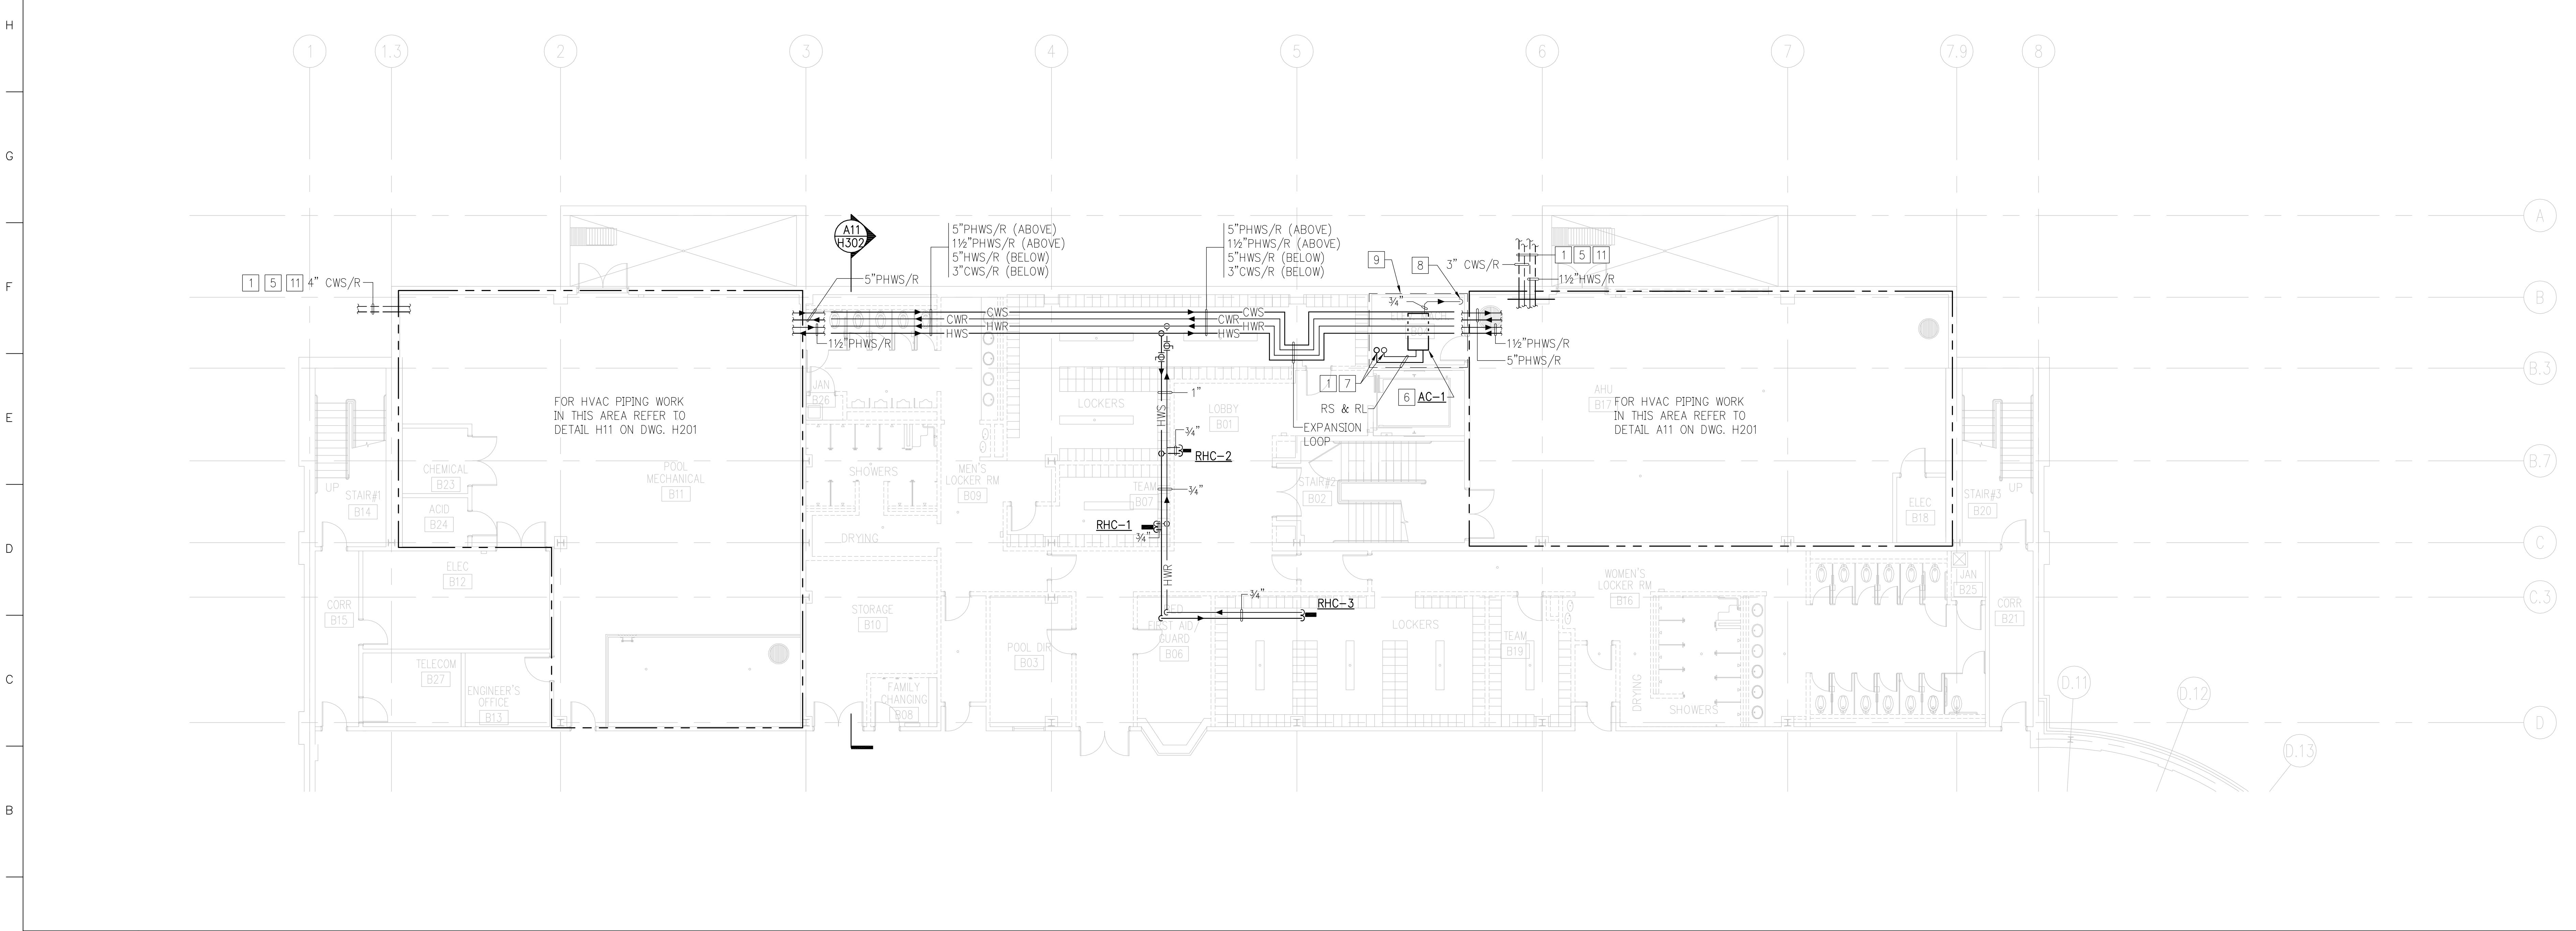 H
G
F
E
D
C
B
1
1.3
2
3
4
5
6
7
7.9
8
A
B
B.3
B.7
C
C.3
D
D.11
D.12
D.13
A11
H302
5"PHWS/R (ABOVE)
1½"PHWS/R (ABOVE)
5"HWS/R (BELOW)
3"CWS/R (BELOW)
5"PHWS/R (ABOVE)
1½"PHWS/R (ABOVE)
5"HWS/R (BELOW)
3"CWS/R (BELOW)
9
8
3" CWS/R
1 5 11
1½"HWS/R
1 5 11 4" CWS/R
5"PHWS/R
1½"PHWS/R
CWS
CWR
HWR
HWS
CWS
CWR
HWR
HWS
¾"
1½"PHWS/R
5"PHWS/R
1 7
RS & RL
6 AC-1
EXPANSION
LOOP
FOR HVAC PIPING WORK
IN THIS AREA REFER TO
DETAIL H11 ON DWG. H201
FOR HVAC PIPING WORK
IN THIS AREA REFER TO
DETAIL A11 ON DWG. H201
1"
HWS
¾"
RHC-2
¾"
RHC-1
¾"
HWR
¾"
RHC-3
JAN
B26
LOCKERS
LOBBY
B01
AHU
B17
CHEMICAL
B23
POOL
MECHANICAL
B11
SHOWERS
MEN'S
LOCKER RM
B09
TEAM
B07
STAIR#2
B02
UP
STAIR#1
B14
ACID
B24
DRYING
ELEC
B18
STAIR#3
B20
UP
ELEC
B12
CORR
B15
STORAGE
B10
WOMEN'S
LOCKER RM
B16
JAN
B25
CORR
B21
POOL DIR
B03
FIRST AID/
GUARD
B06
LOCKERS
TEAM
B19
TELECOM
B27
ENGINEER'S
OFFICE
B13
FAMILY
CHANGING
B08
DRYING
SHOWERS